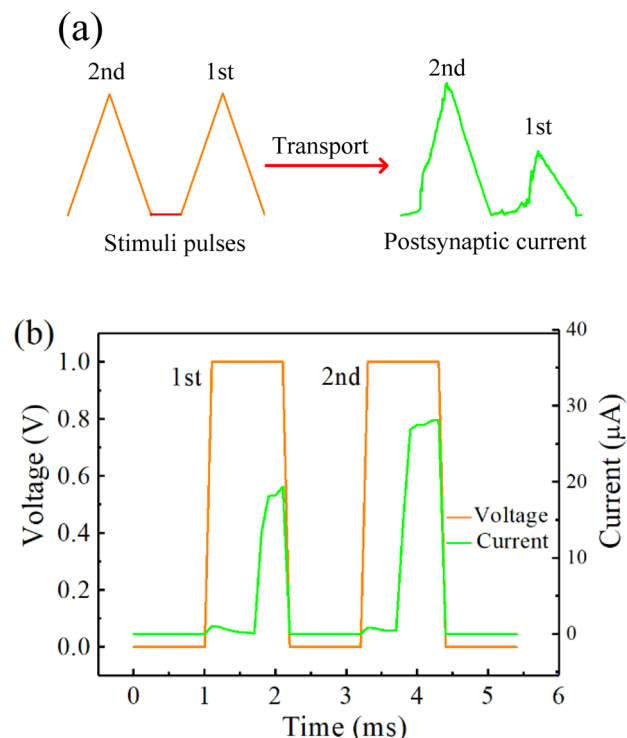 (a)
2nd
1st
2nd
1st
Transport
Stimuli pulses
Postsynaptic current
(b)
40
1.0
1st
2nd
0.8
30
0.6
20
Voltage
Current
0.4
10
0.2
0
0.0
0
1
2
3
4
5
6
Voltage (V)
Current (μA)
Time (ms)